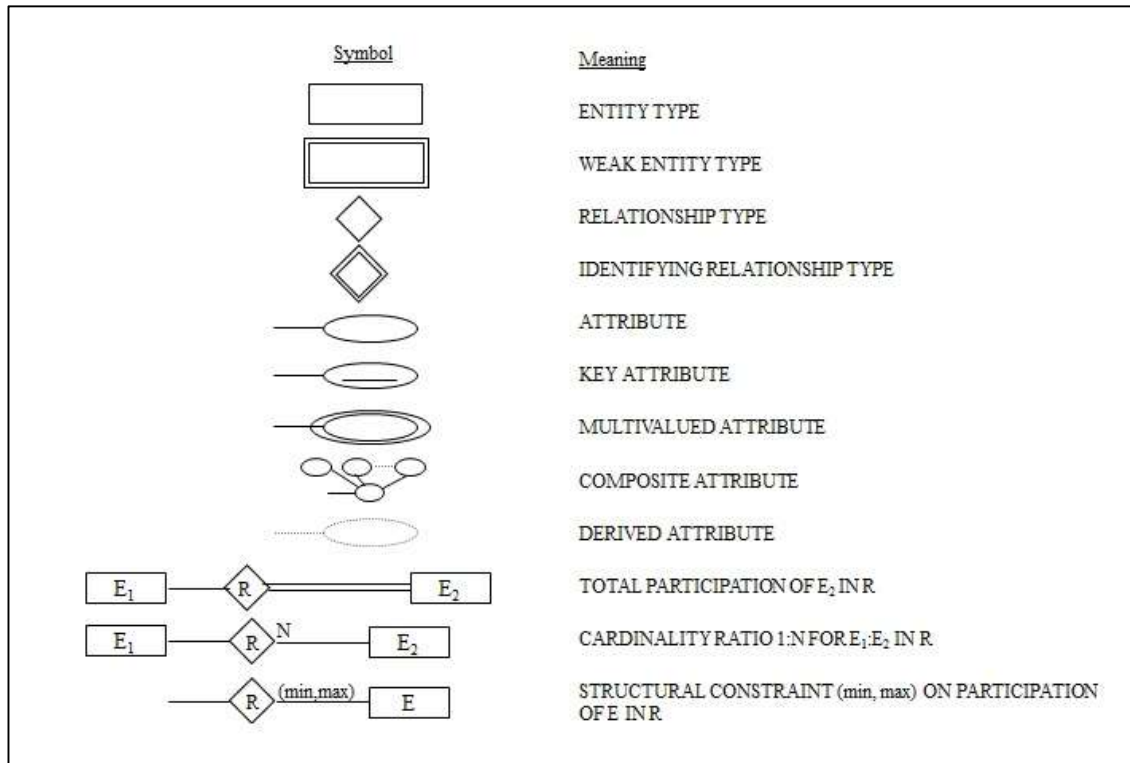 Symbol Meaning
ENTITY TYPE
WEAK ENTITY TYPE
RELATIONSHIP TYPE
IDENTIFYING RELATIONSHIP TYPE
ATTRIBUTE
KEY ATTRIBUTE
MULTIVALUED ATTRIBUTE
COMPOSITE ATTRIBUTE
DERIVED ATTRIBUTE
E₁ R E₂ TOTAL PARTICIPATION OF E₂ IN R
E₁ R N E₂ CARDINALITY RATIO 1:N FOR E₁:E₂ IN R
R (min,max) E STRUCTURAL CONSTRAINT (min, max) ON PARTICIPATION
OF E IN R